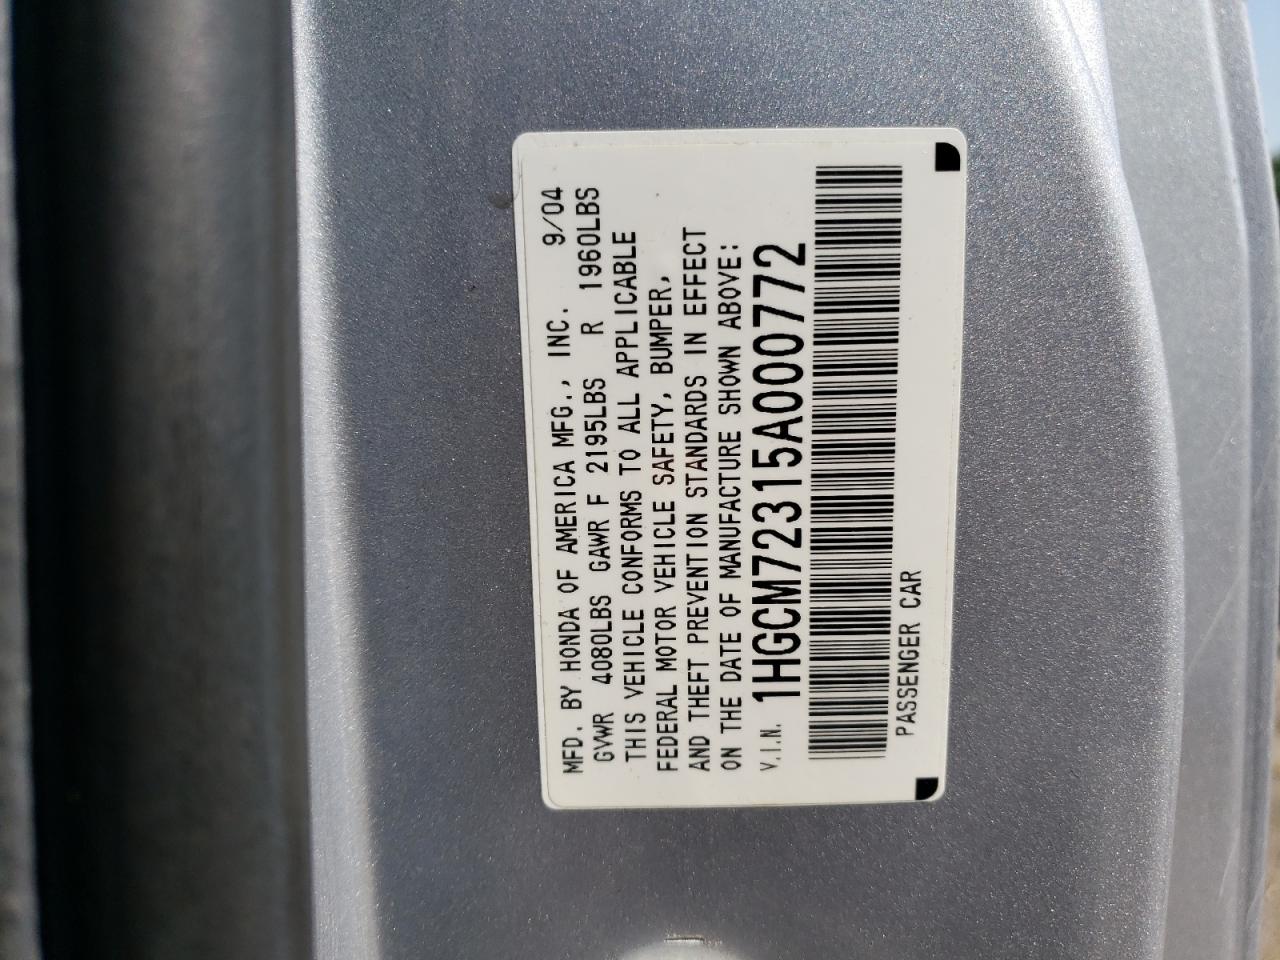 MFD. BY HONDA OF AMERICA MFG., INC. 9/04
GVWR 4080LBS GAWR F 2195LBS R 1960LBS
THIS VEHICLE CONFORMS TO ALL APPLICABLE
FEDERAL MOTOR VEHICLE SAFETY, BUMPER,
AND THEFT PREVENTION STANDARDS IN EFFECT
ON THE DATE OF MANUFACTURE SHOWN ABOVE:
V.I.N. 1HGCM72315A000772
PASSENGER CAR